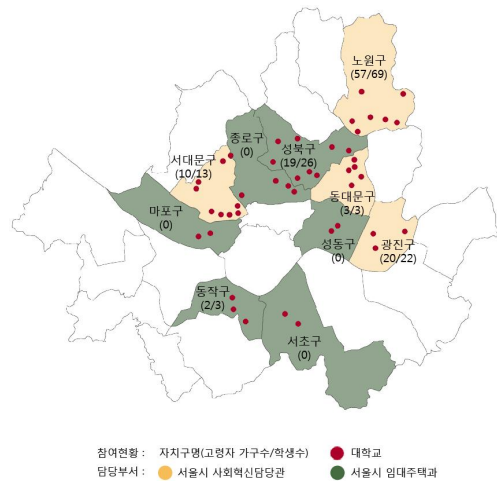 노원구
(57/69)
종로구
(0)
성북구
(19/26)
서대문구
(10/13)
동대문구
(3/3)
마포구
(0)
성동구
(0)
광진구
(20/22)
동작구
(2/3)
서초구
(0)
참여현황 : 자치구명(고령자 가구수/학생수) 대학교
담당부서 : 서울시 사회혁신담당관 서울시 임대주택과